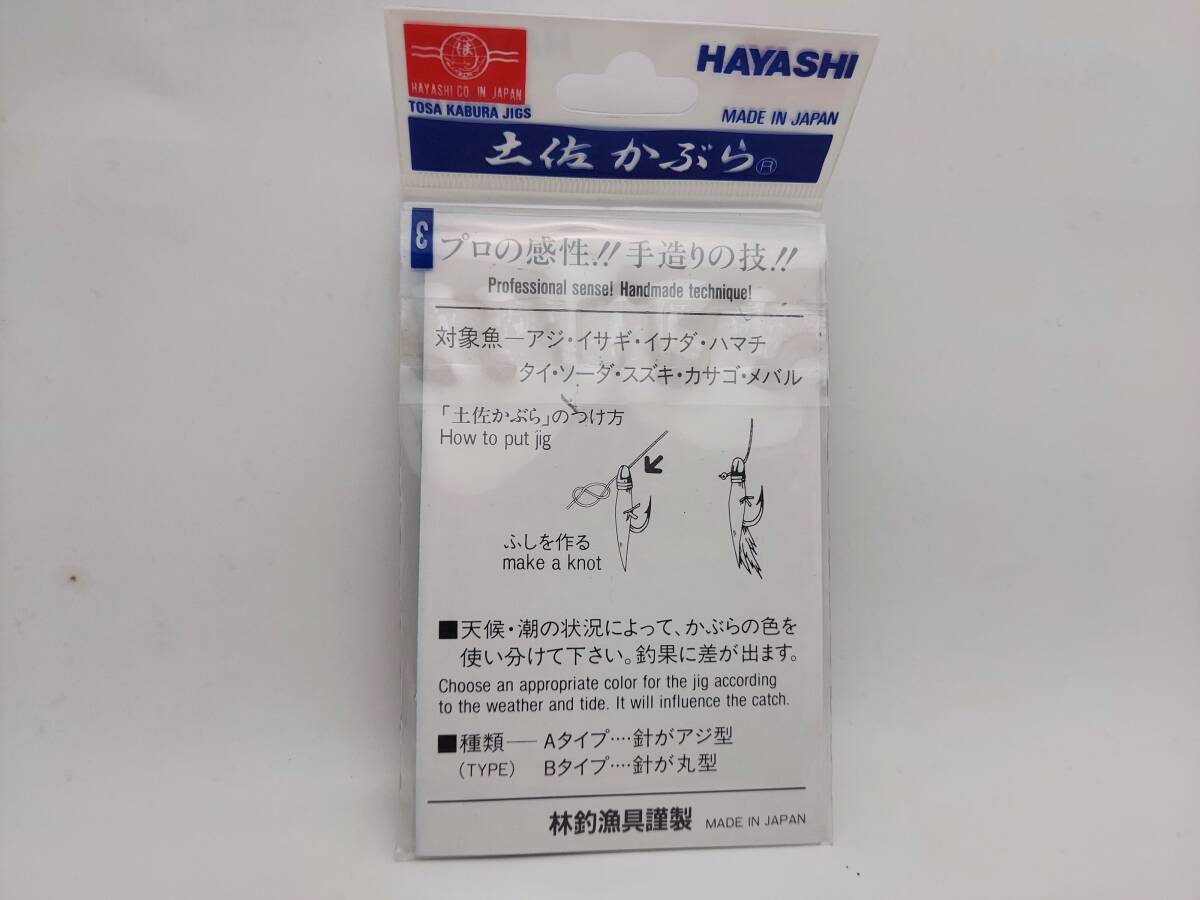 ほ
HAYASHI CO. IN JAPAN
TOSA KABURA JIGS
HAYASHI
MADE IN JAPAN
土佐かぶら®
3
プロの感性!!手造りの技!!
Professional sense! Handmade technique!
対象魚―アジ・イサギ・イナダ・ハマチ
タイ・ソーダ・スズキ・カサゴ・メバル
「土佐かぶら」のつけ方
How to put jig
ふしを作る
make a knot
■天候・潮の状況によって、かぶらの色を
使い分けて下さい。釣果に差が出ます。
Choose an appropriate color for the jig according
to the weather and tide. It will influence the catch.
■種類― Aタイプ‥‥針がアジ型
(TYPE) Bタイプ‥‥針が丸型
林釣漁具謹製 MADE IN JAPAN